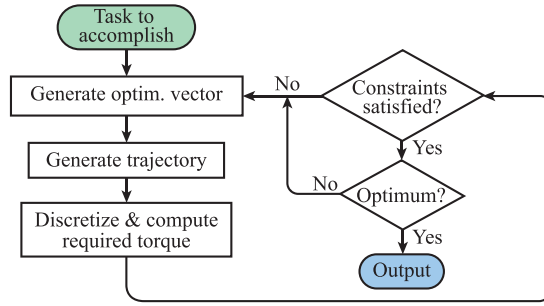 Task to
accomplish
Generate optim. vector
Generate trajectory
Discretize & compute
required torque
No
Constraints
satisfied?
Yes
No
Optimum?
Yes
Output